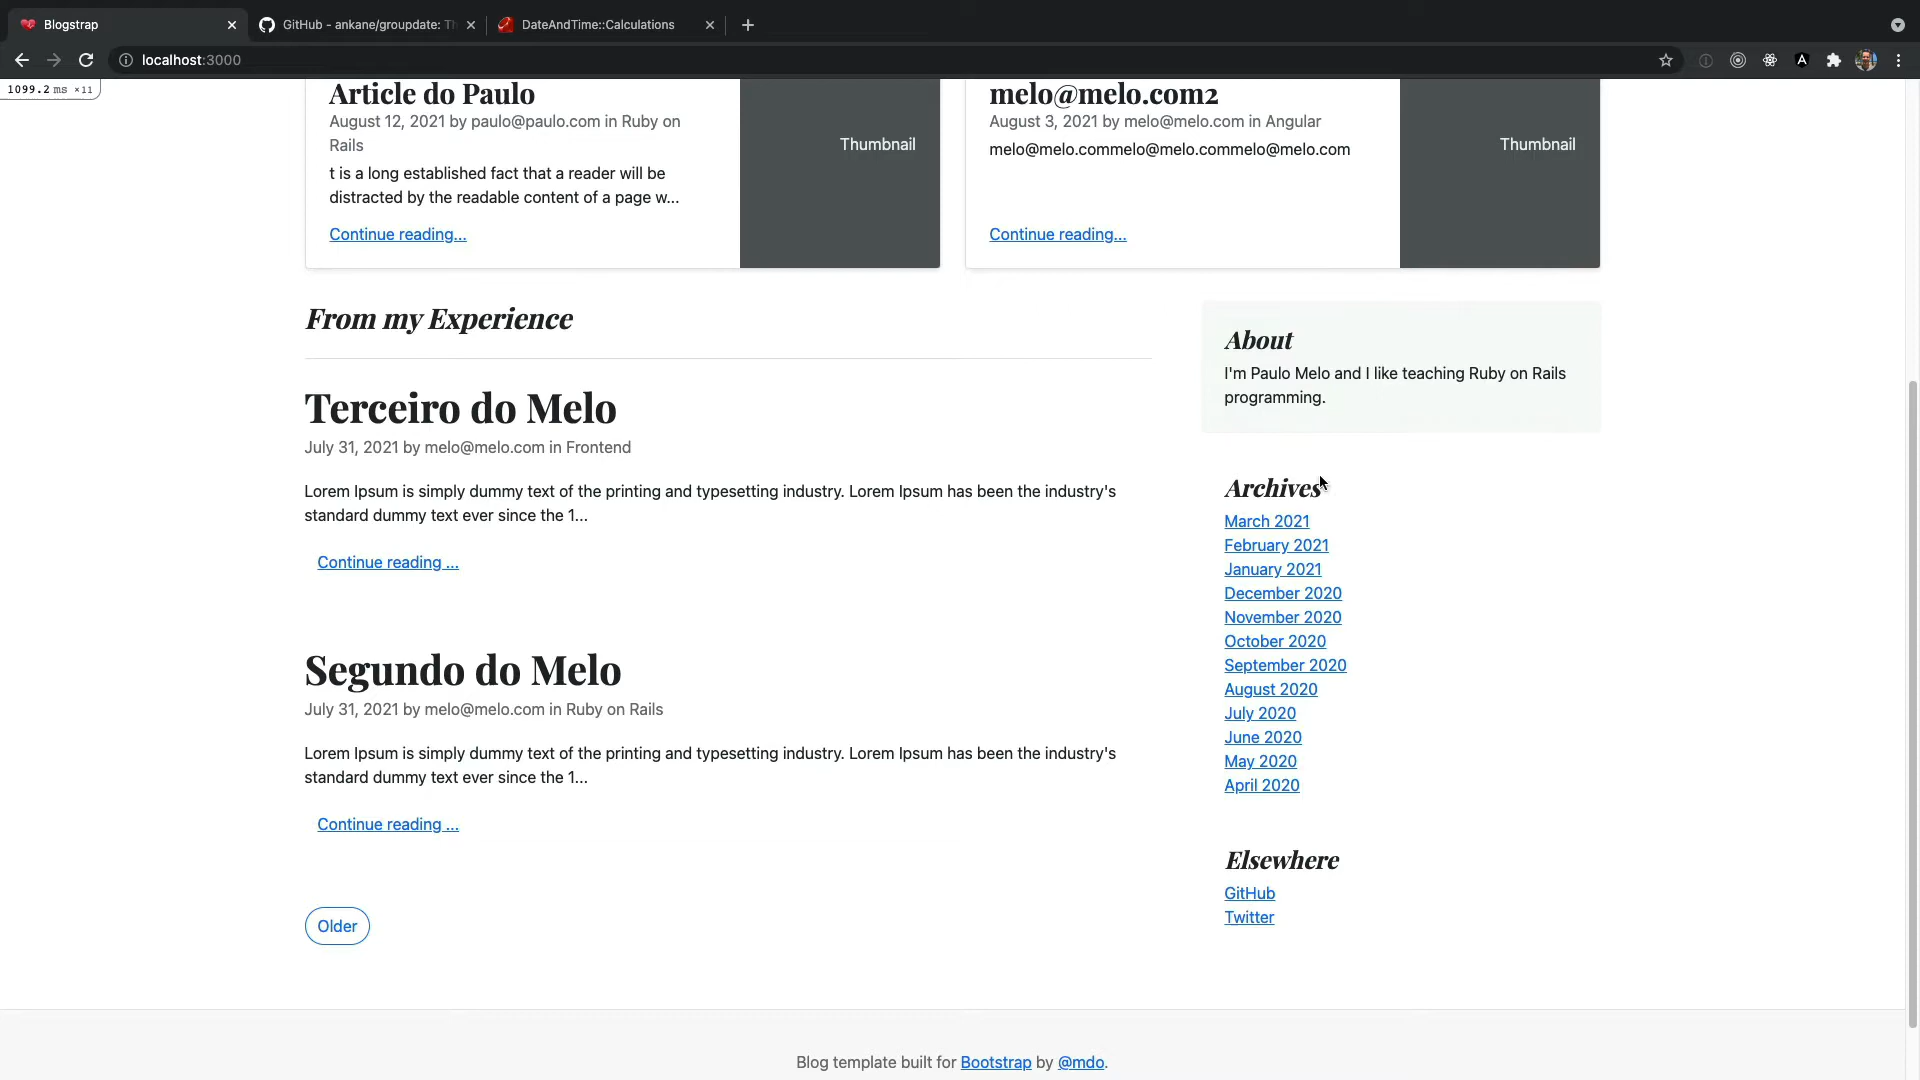 Blogstrap
GitHub - ankane/groupdate: Th
DateAndTime::Calculations
localhost:3000
1099.2 ms ×11
Article do Paulo
August 12, 2021 by paulo@paulo.com in Ruby on
Rails
t is a long established fact that a reader will be
distracted by the readable content of a page w...
Continue reading...
Thumbnail
melo@melo.com2
August 3, 2021 by melo@melo.com in Angular
melo@melo.commelo@melo.commelo@melo.com
Continue reading...
Thumbnail
From my Experience
Terceiro do Melo
July 31, 2021 by melo@melo.com in Frontend
Lorem Ipsum is simply dummy text of the printing and typesetting industry. Lorem Ipsum has been the industry's
standard dummy text ever since the 1...
Continue reading ...
Segundo do Melo
July 31, 2021 by melo@melo.com in Ruby on Rails
Lorem Ipsum is simply dummy text of the printing and typesetting industry. Lorem Ipsum has been the industry's
standard dummy text ever since the 1...
Continue reading ...
Older
About
I'm Paulo Melo and I like teaching Ruby on Rails
programming.
Archives
March 2021
February 2021
January 2021
December 2020
November 2020
October 2020
September 2020
August 2020
July 2020
June 2020
May 2020
April 2020
Elsewhere
GitHub
Twitter
Blog template built for Bootstrap by @mdo.